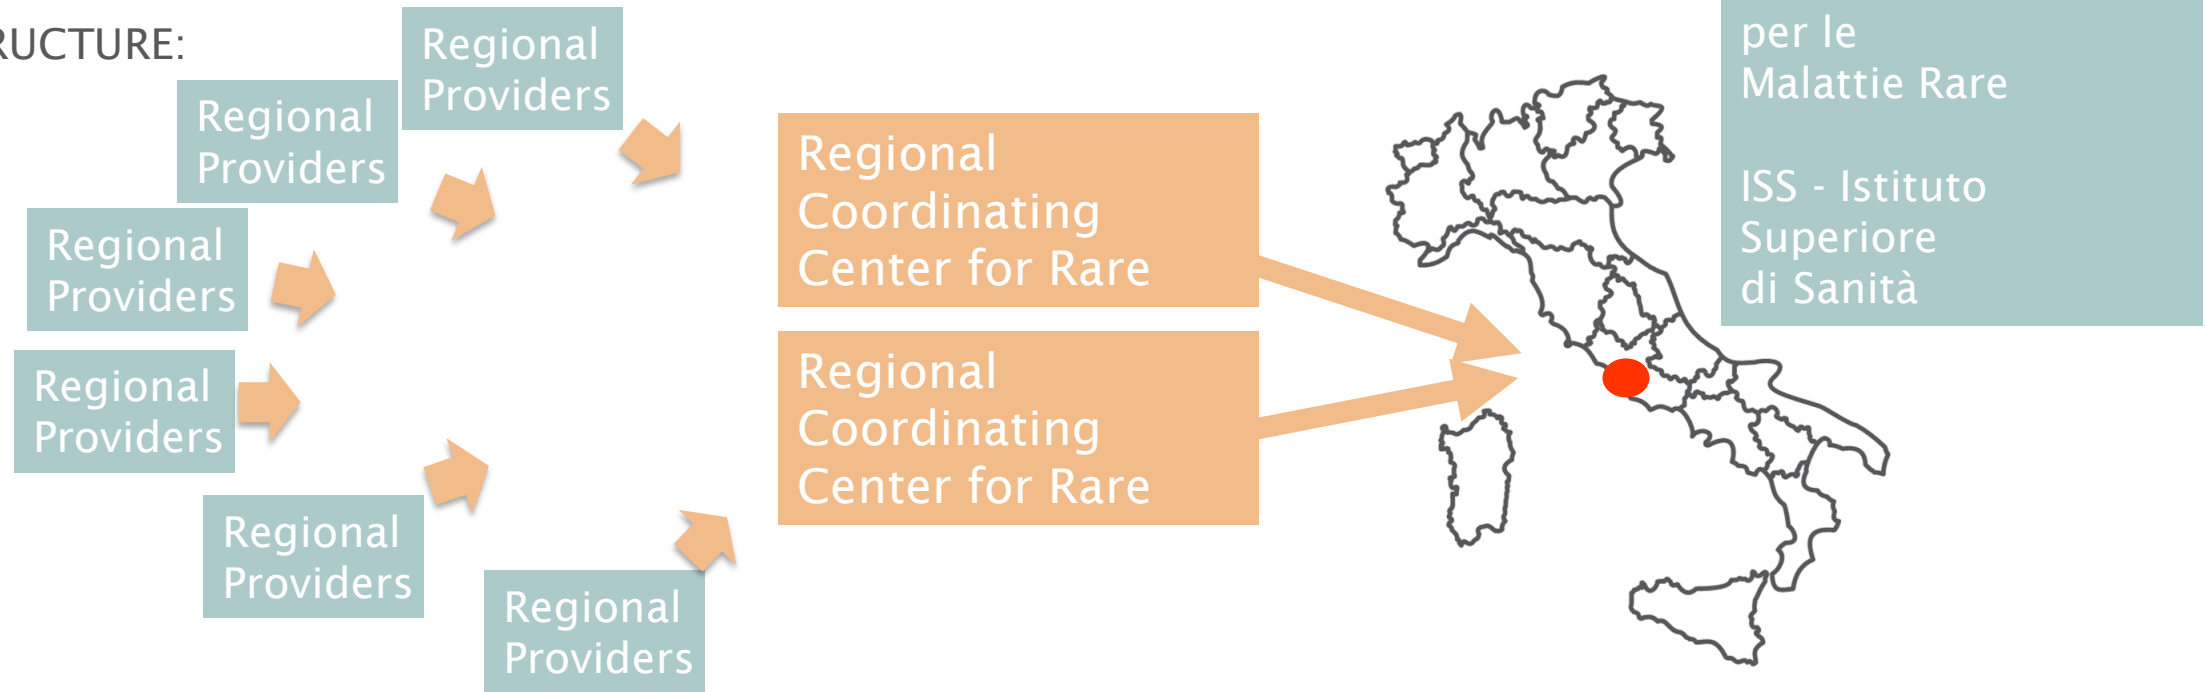 RUCTURE:
Regional
Providers
Regional
Providers
Regional
Providers
Regional
Providers
Regional
Providers
Regional
Providers
Regional
Coordinating
Center for Rare
Regional
Coordinating
Center for Rare
per le
Malattie Rare
ISS - Istituto
Superiore
di Sanità